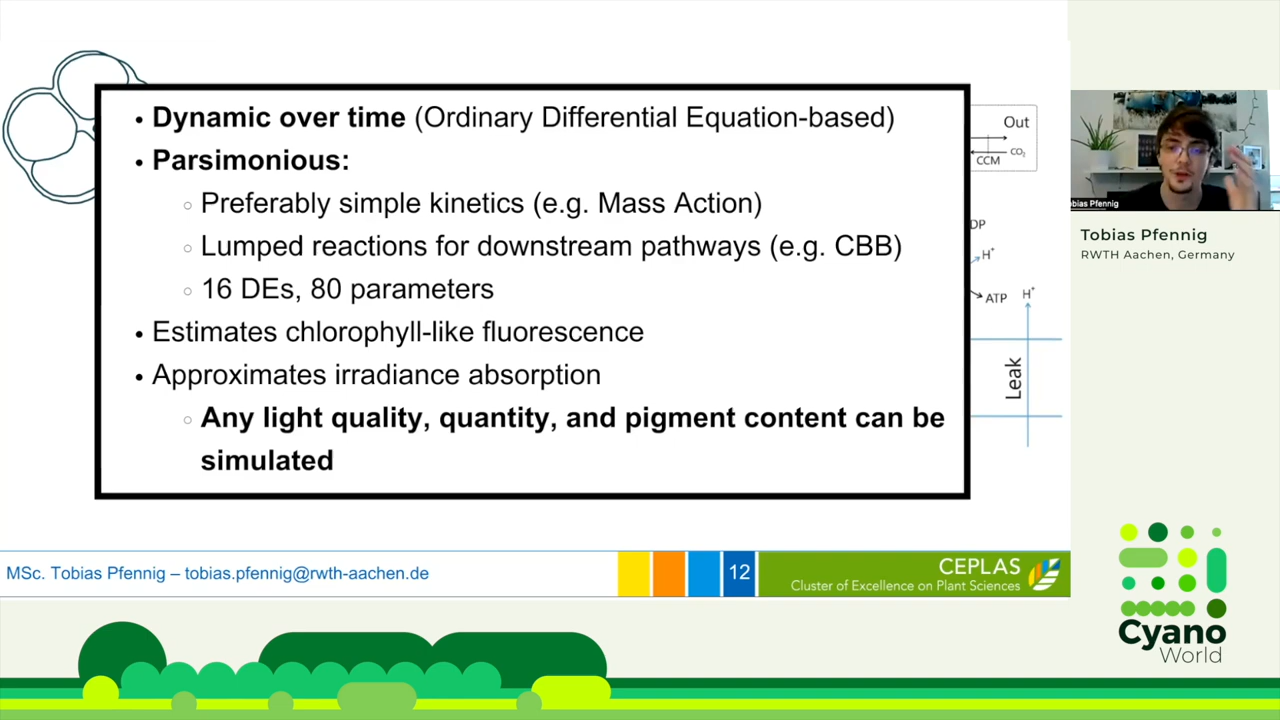 • Dynamic over time (Ordinary Differential Equation-based)
• Parsimonious:
○ Preferably simple kinetics (e.g. Mass Action)
○ Lumped reactions for downstream pathways (e.g. CBB)
○ 16 DEs, 80 parameters
• Estimates chlorophyll-like fluorescence
• Approximates irradiance absorption
○ Any light quality, quantity, and pigment content can be
simulated
Out
CCM
CO₂
DP
H⁺
ATP
H⁺
Leak
MSc. Tobias Pfennig – tobias.pfennig@rwth-aachen.de
12
CEPLAS
Cluster of Excellence on Plant Sciences
obias Pfennig
Tobias Pfennig
RWTH Aachen, Germany
Cyano
World